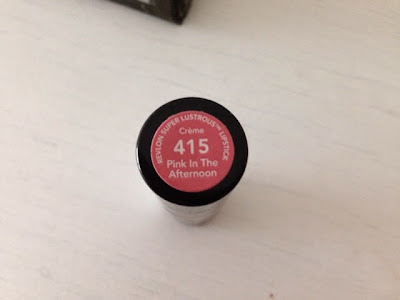 REVLON SUPER LUSTROUS™ LIPSTICK
Crème
415
Pink In The
Afternoon